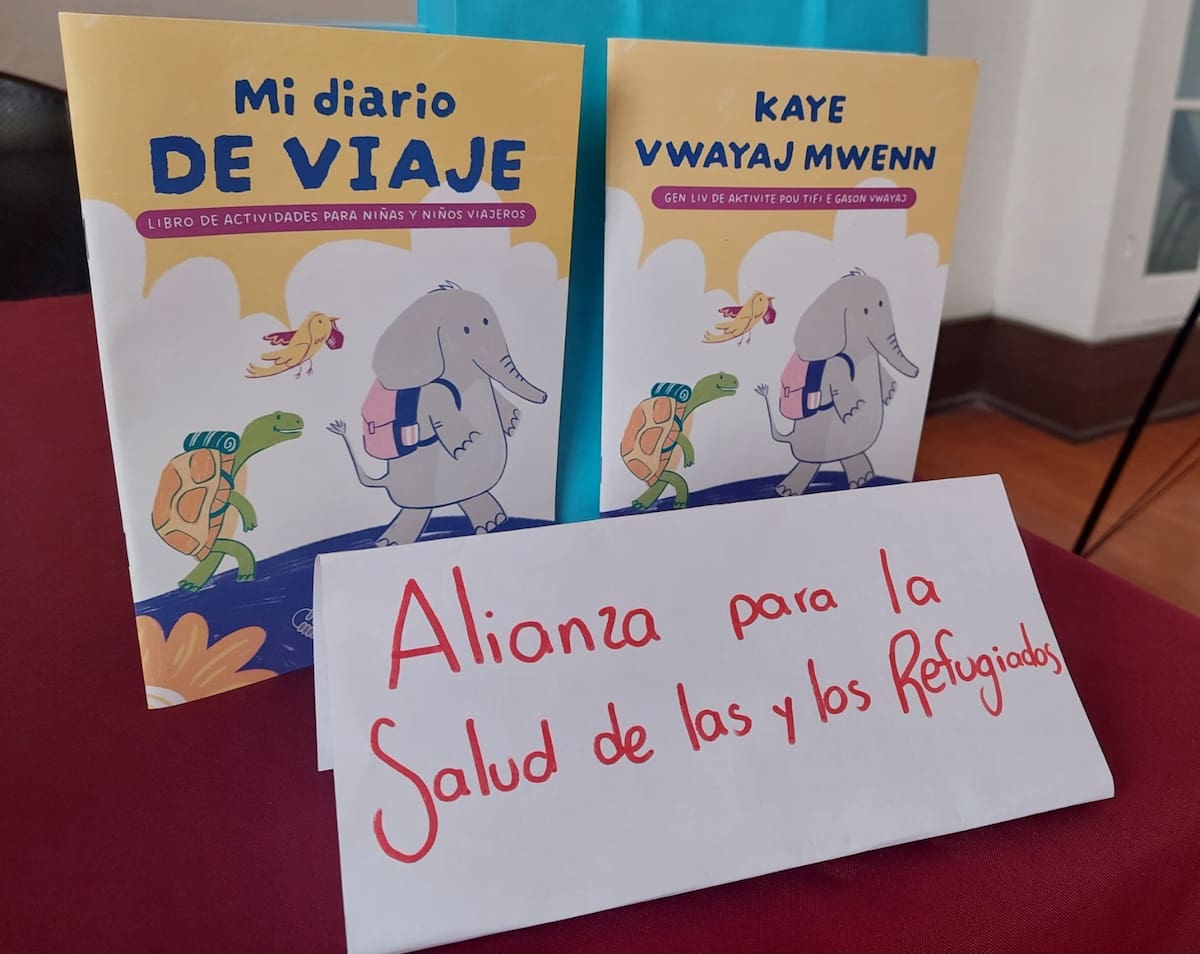 Mi diario
DE VIAJE
LIBRO DE ACTIVIDADES PARA NIÑAS Y NIÑOS VIAJEROS
KAYE
VWAYAJ MWENN
GEN LIV DE AKTIVITE POU TIFI E GASON VWAYAJ
Alianza para la
Salud de las y los Refugiados